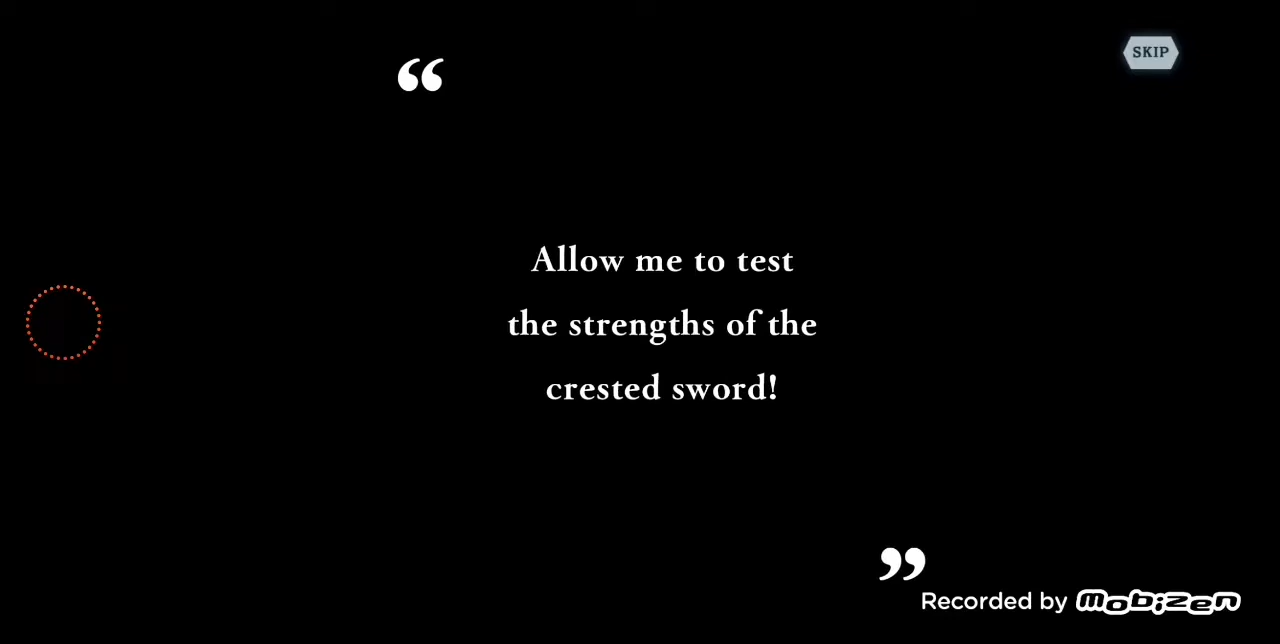 SKIP
“
Allow me to test
the strengths of the
crested sword!
”
Recorded by mobizen